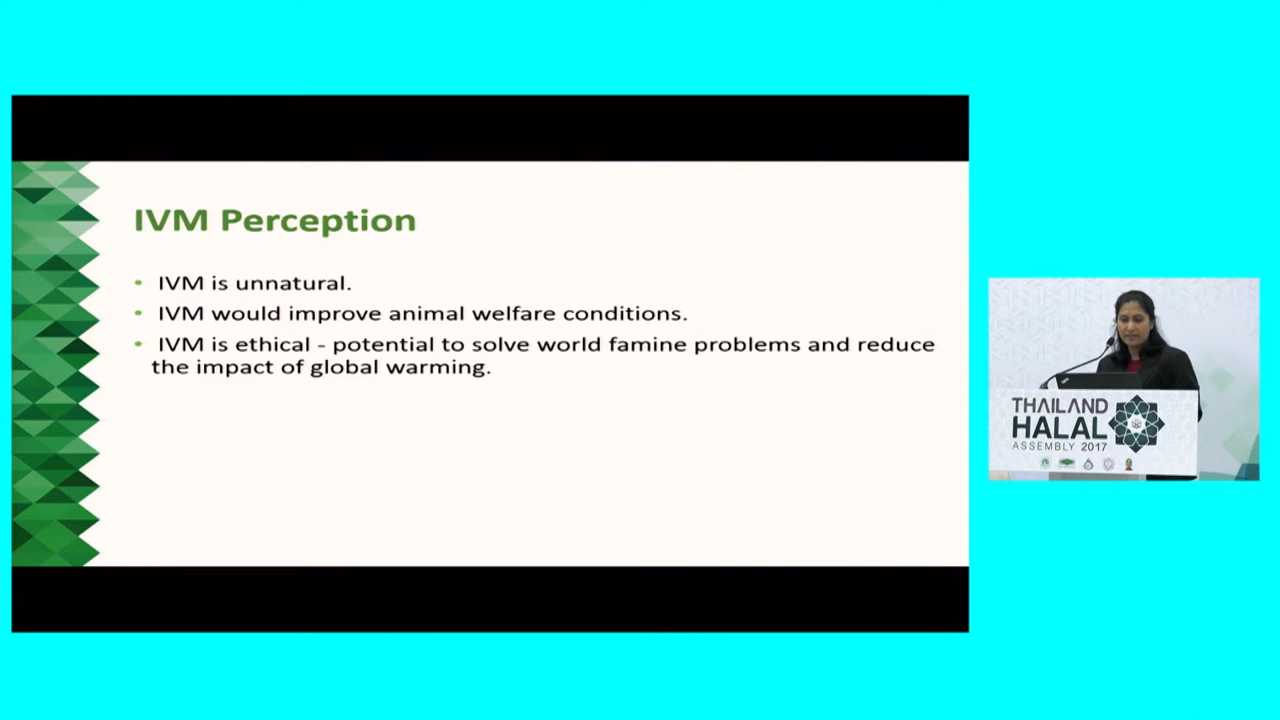 IVM Perception
• IVM is unnatural.
• IVM would improve animal welfare conditions.
• IVM is ethical - potential to solve world famine problems and reduce
the impact of global warming.
THAILAND
HALAL
ASSEMBLY 2017